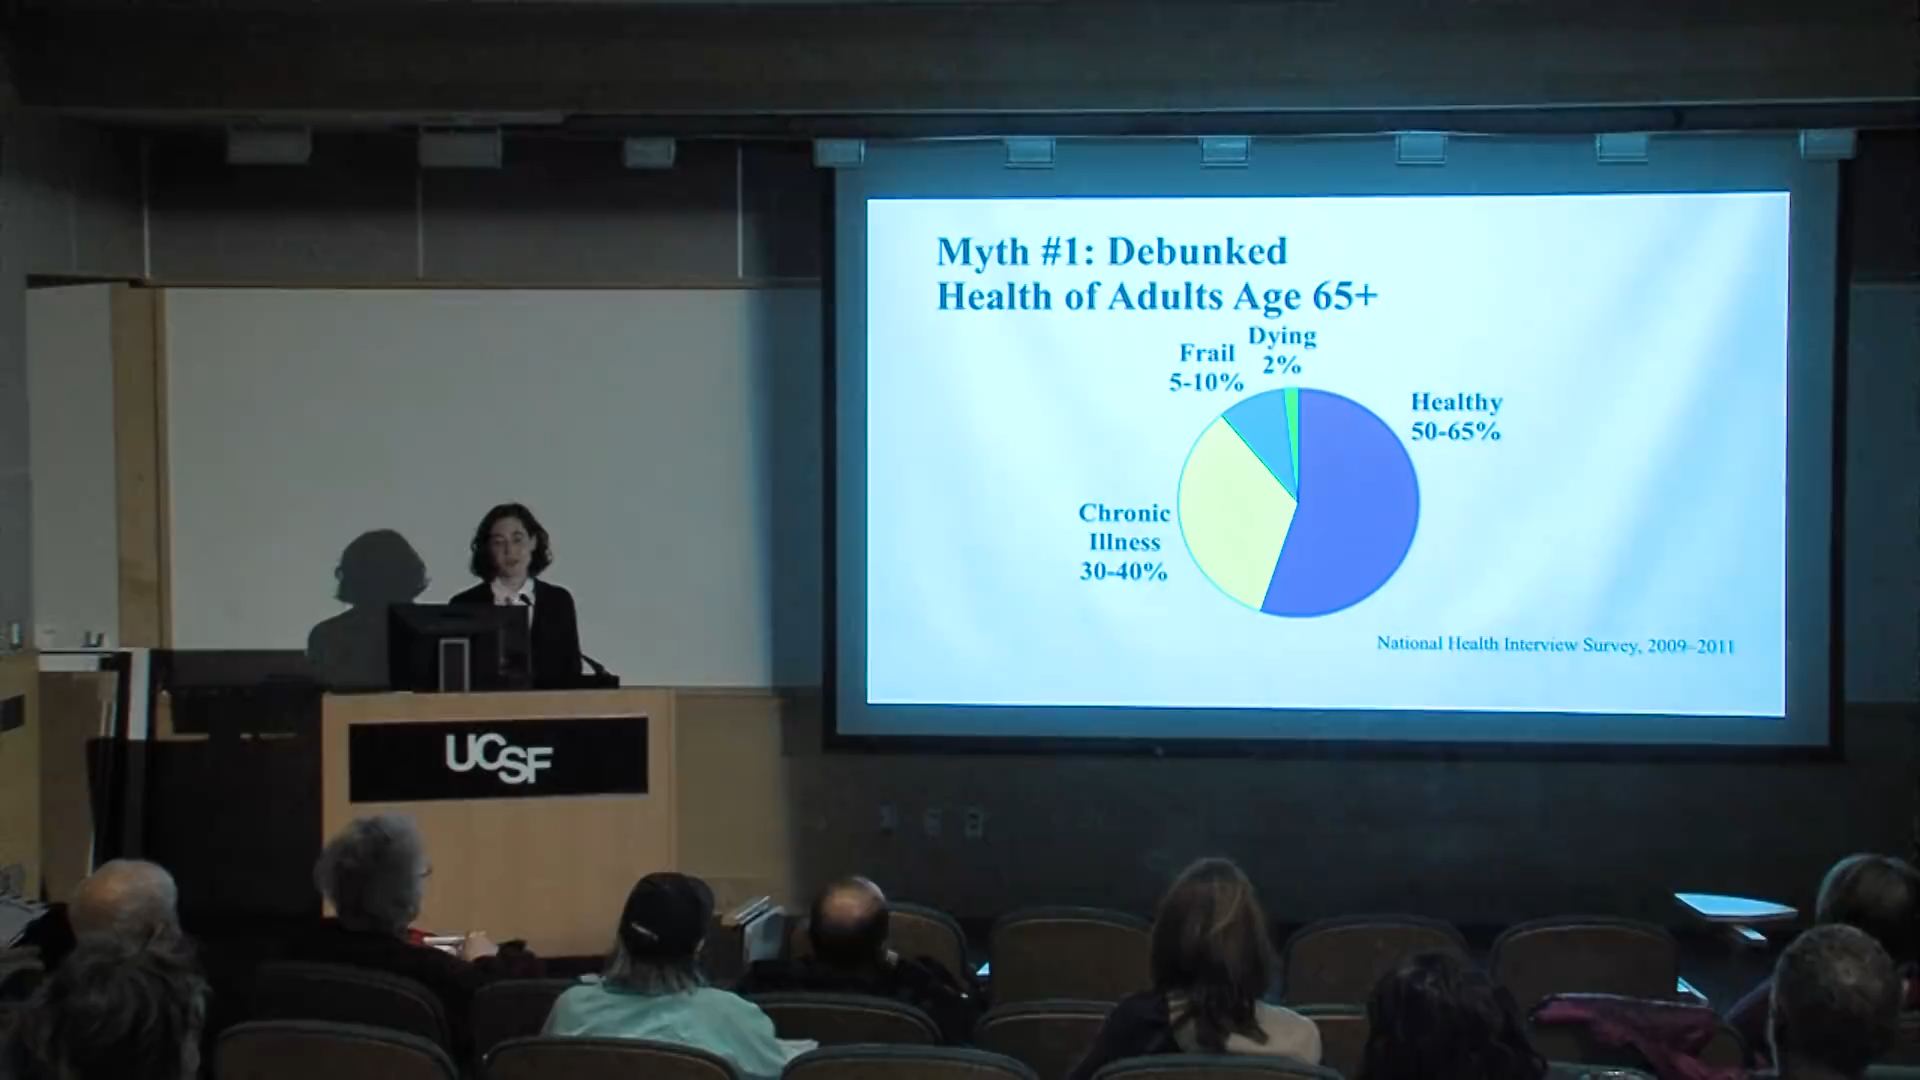 Myth #1: Debunked
Health of Adults Age 65+
Dying
2%
Frail
5-10%
Healthy
50-65%
Chronic
Illness
30-40%
National Health Interview Survey, 2009–2011
UCSF